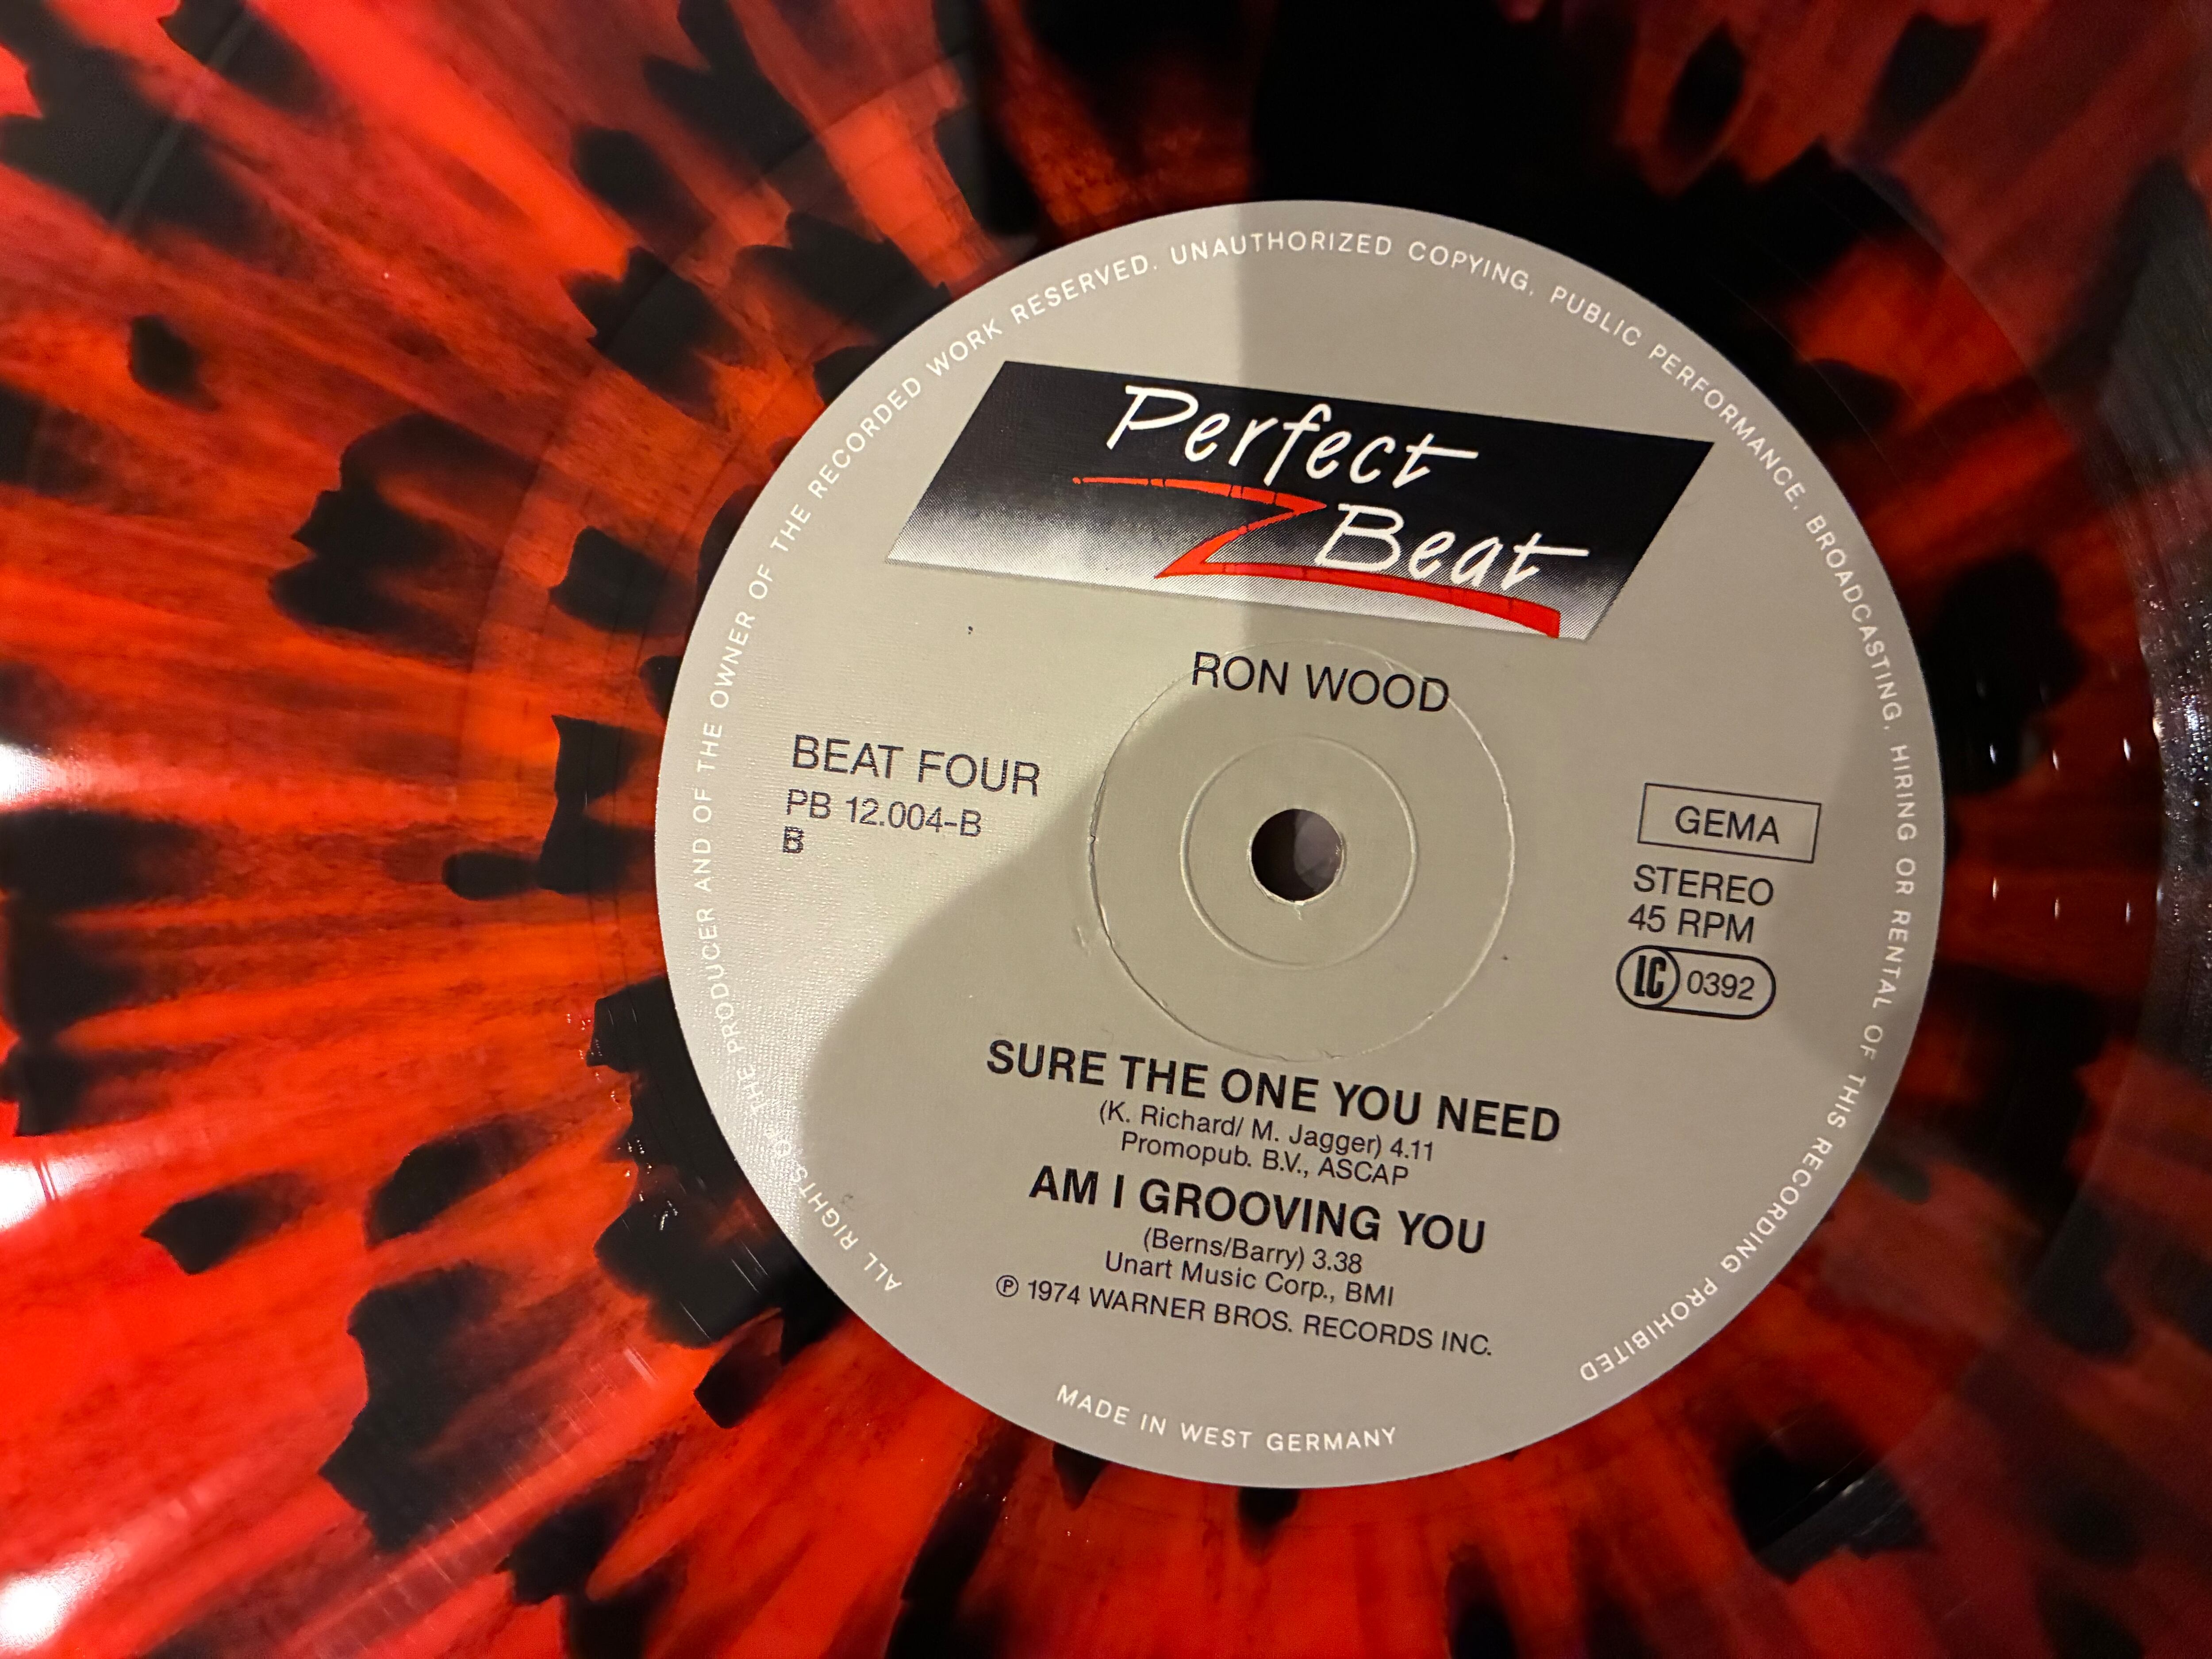 ALL RIGHTS OF THE PRODUCER AND OF THE OWNER OF THE RECORDED WORK RESERVED. UNAUTHORIZED COPYING, PUBLIC PERFORMANCE, BROADCASTING, HIRING OR RENTAL OF THIS RECORDING PROHIBITED
Perfect
Beat
RON WOOD
BEAT FOUR
PB 12.004-B
B
GEMA
STEREO
45 RPM
LC 0392
SURE THE ONE YOU NEED
(K. Richard/ M. Jagger) 4.11
Promopub. B.V., ASCAP
AM I GROOVING YOU
(Berns/Barry) 3.38
Unart Music Corp., BMI
℗ 1974 WARNER BROS. RECORDS INC.
MADE IN WEST GERMANY